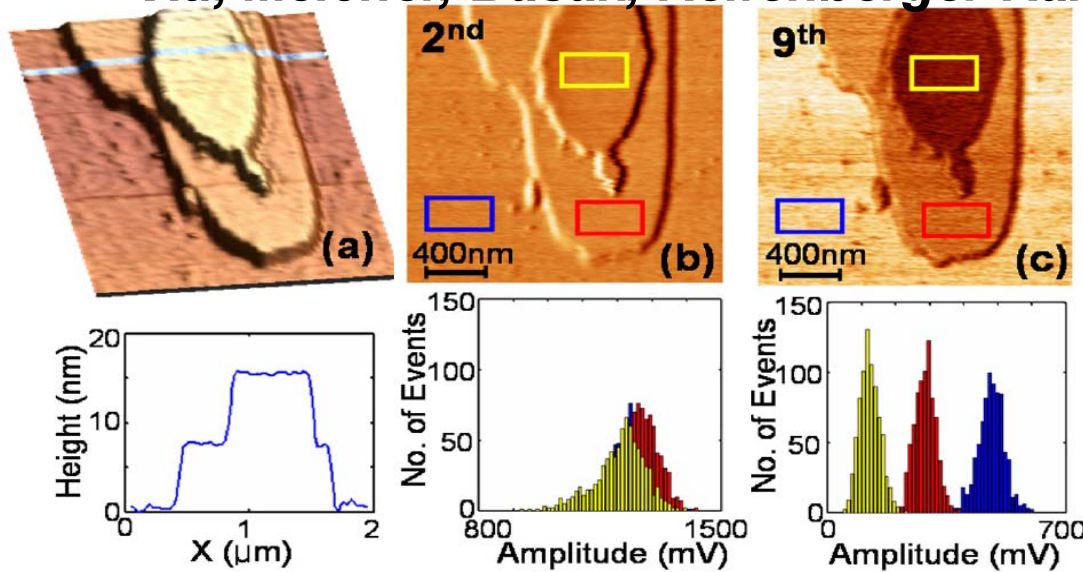 2nd
9th
(a)
400nm
(b)
400nm
(c)
20
10
0
Height (nm)
0
1
2
X (µm)
150
100
50
0
No. of Events
800
1500
Amplitude (mV)
150
100
50
0
No. of Events
0
700
Amplitude (mV)